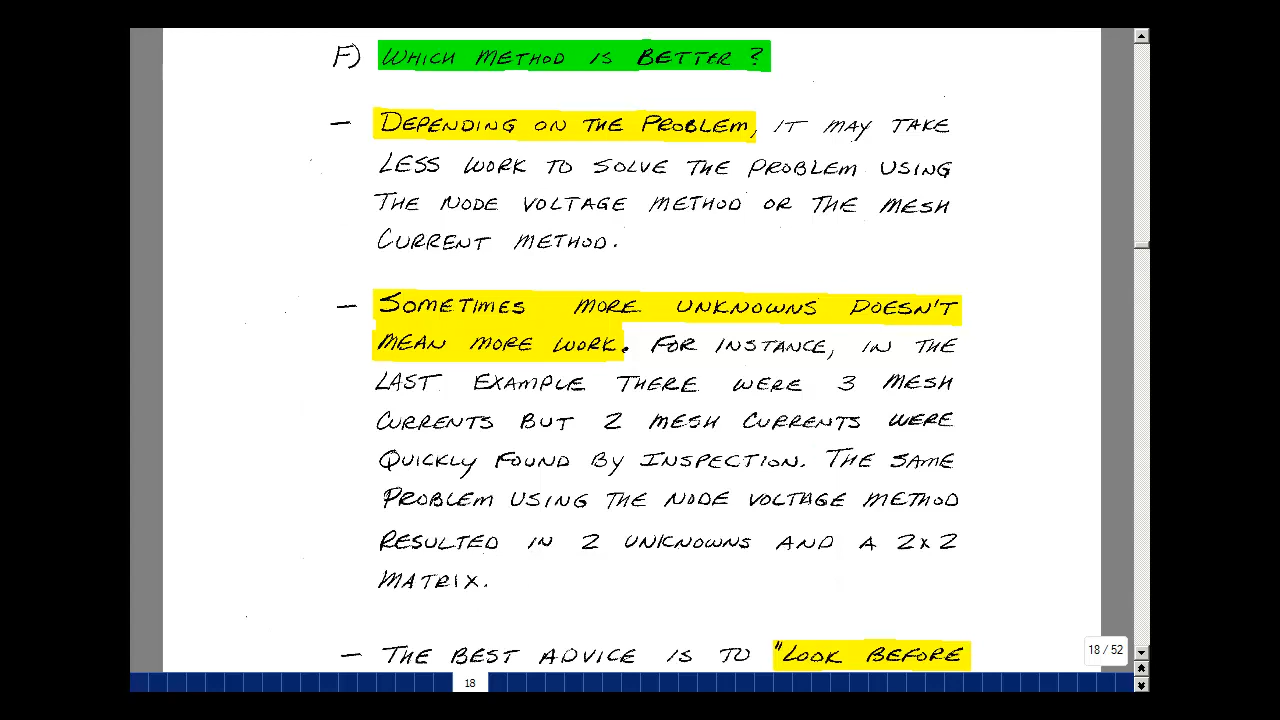 F) WHICH METHOD IS BETTER?
– DEPENDING ON THE PROBLEM, IT MAY TAKE
LESS WORK TO SOLVE THE PROBLEM USING
THE NODE VOLTAGE METHOD OR THE MESH
CURRENT METHOD.
– SOMETIMES MORE UNKNOWNS DOESN'T
MEAN MORE WORK. FOR INSTANCE, IN THE
LAST EXAMPLE THERE WERE 3 MESH
CURRENTS BUT 2 MESH CURRENTS WERE
QUICKLY FOUND BY INSPECTION. THE SAME
PROBLEM USING THE NODE VOLTAGE METHOD
RESULTED IN 2 UNKNOWNS AND A 2x2
MATRIX.
– THE BEST ADVICE IS TO "LOOK BEFORE
18 / 52
18